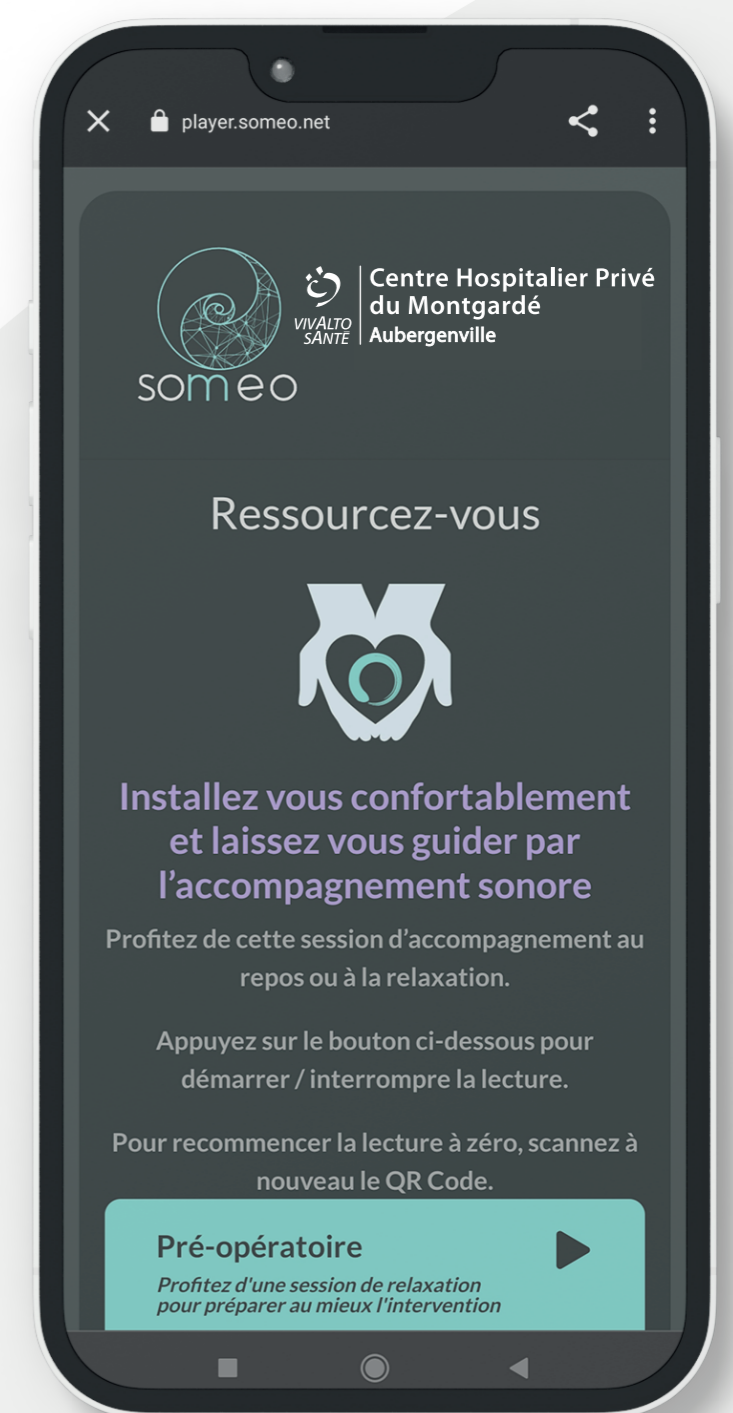 player.someo.net
someo
VIVALTO
SANTÉ
Centre Hospitalier Privé
du Montgardé
Aubergenville
Ressourcez-vous
Installez vous confortablement
et laissez vous guider par
l’accompagnement sonore
Profitez de cette session d’accompagnement au
repos ou à la relaxation.
Appuyez sur le bouton ci-dessous pour
démarrer / interrompre la lecture.
Pour recommencer la lecture à zéro, scannez à
nouveau le QR Code.
Pré-opératoire
Profitez d'une session de relaxation
pour préparer au mieux l'intervention